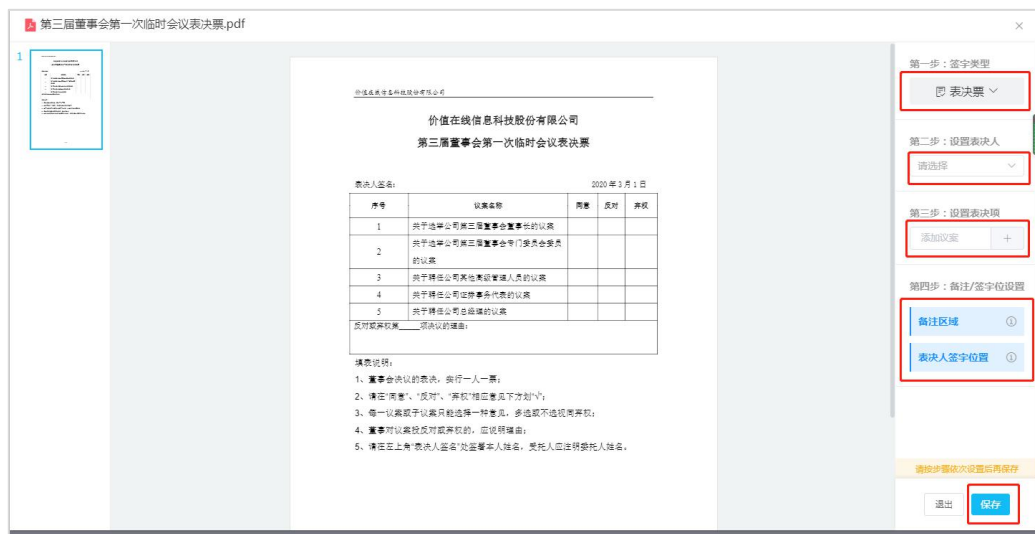 第三届董事会第一次临时会议表决票.pdf
×
1
价值在线信息科技股份有限公司
价值在线信息科技股份有限公司
第三届董事会第一次临时会议表决票
表决人签名: 2020 年 3 月 1 日
序号 议案名称 同意 反对 弃权
1 关于选举公司第三届董事会董事长的议案
2 关于选举公司第三届董事会专门委员会委员
的议案
3 关于聘任公司其他高级管理人员的议案
4 关于聘任公司证券事务代表的议案
5 关于聘任公司总经理的议案
反对或弃权第_____项决议的理由:
填表说明:
1、董事会决议的表决，实行一人一票;
2、请在“同意”、“反对”、“弃权”相应意见下方划“√”;
3、每一议案或子议案只能选择一种意见，多选或不选视同弃权;
4、董事对议案投反对或弃权的，应说明理由;
5、请在左上角“表决人签名”处签署本人姓名，受托人应注明委托人姓名。
第一步：签字类型
表决票
第二步：设置表决人
请选择
第三步：设置表决项
添加议案 +
第四步：备注/签字位设置
备注区域
表决人签字位置
请按步骤依次设置后再保存
退出 保存